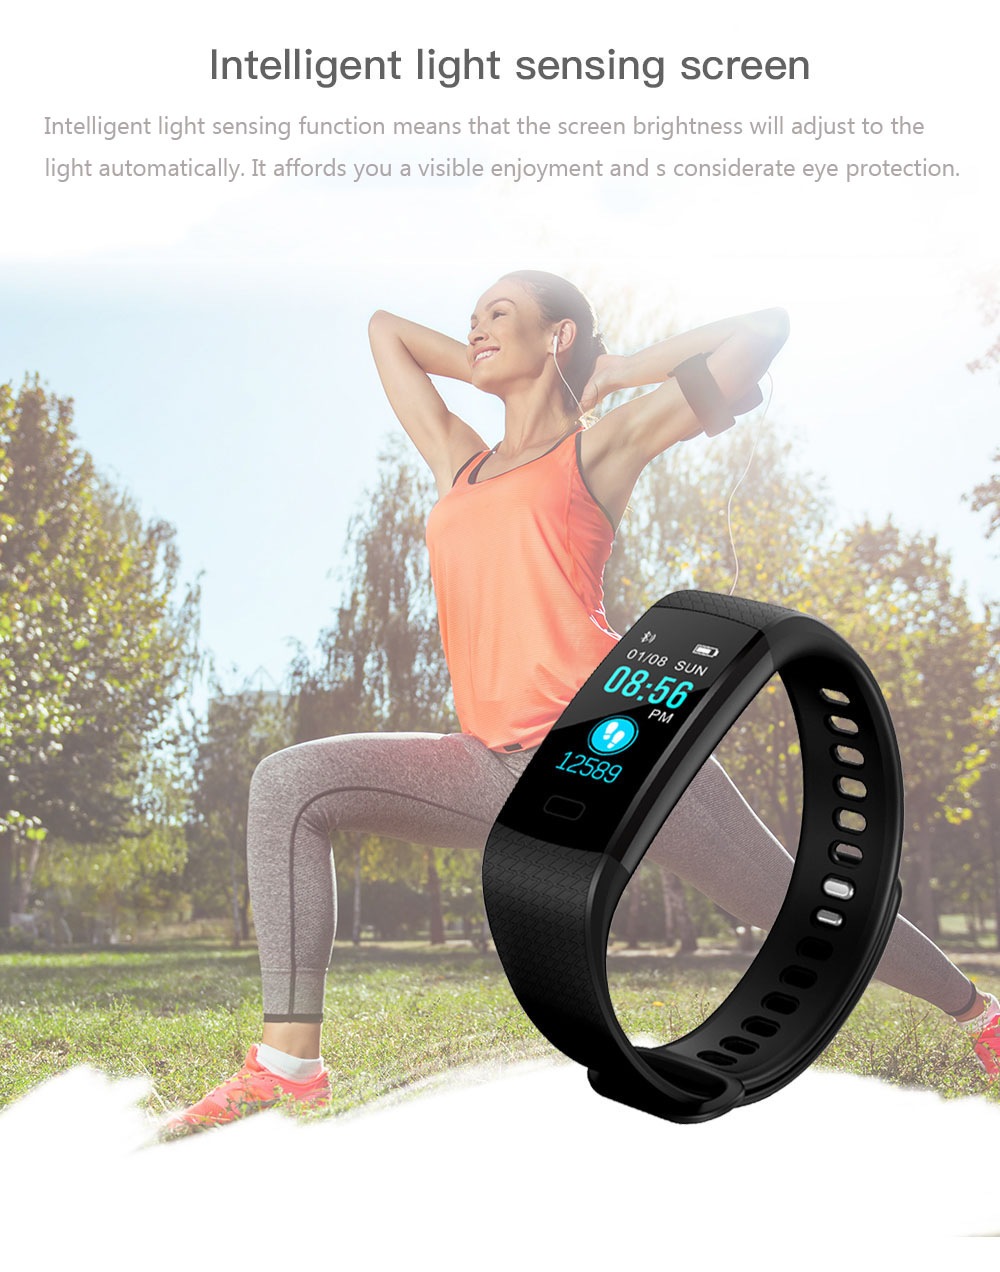 Intelligent light sensing screen
Intelligent light sensing function means that the screen brightness will adjust to the
light automatically. It affords you a visible enjoyment and s considerate eye protection.
01/08 SUN
08:56
PM
12589